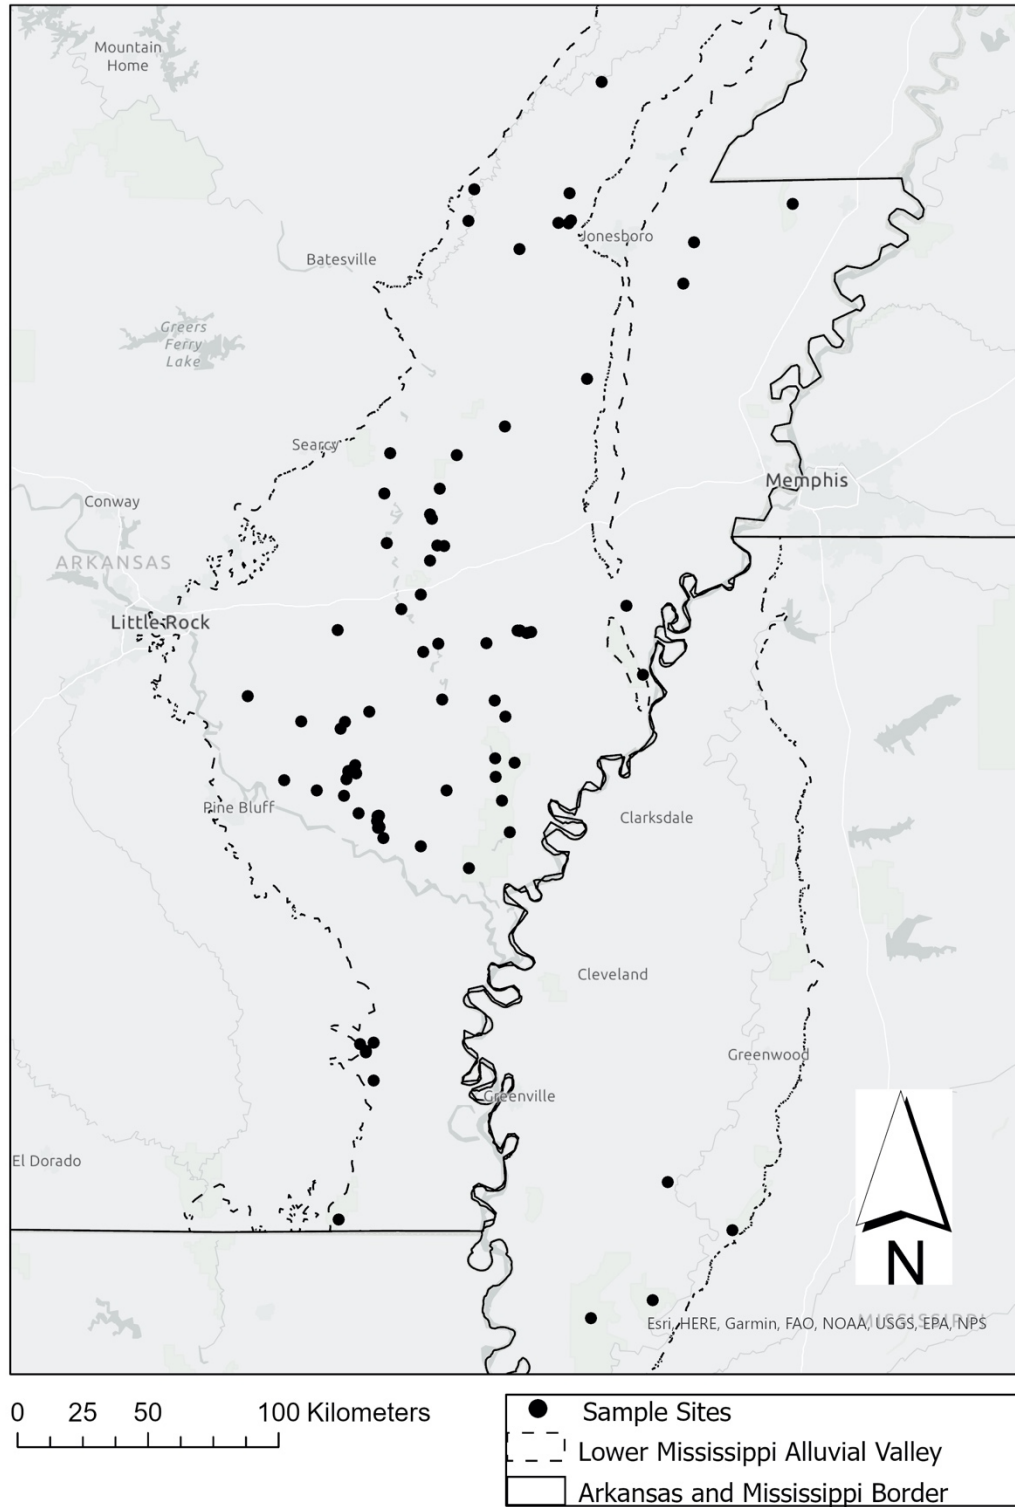 Mountain
Home
Jonesboro
Batesville
Greers
Ferry
Lake
Searcy
Memphis
Conway
ARKANSAS
Little Rock
Pine Bluff
Clarksdale
Cleveland
Greenwood
Greenville
El Dorado
N
MISSISSIPPI
Esri, HERE, Garmin, FAO, NOAA, USGS, EPA, NPS
0 25 50 100 Kilometers
Sample Sites
Lower Mississippi Alluvial Valley
Arkansas and Mississippi Border